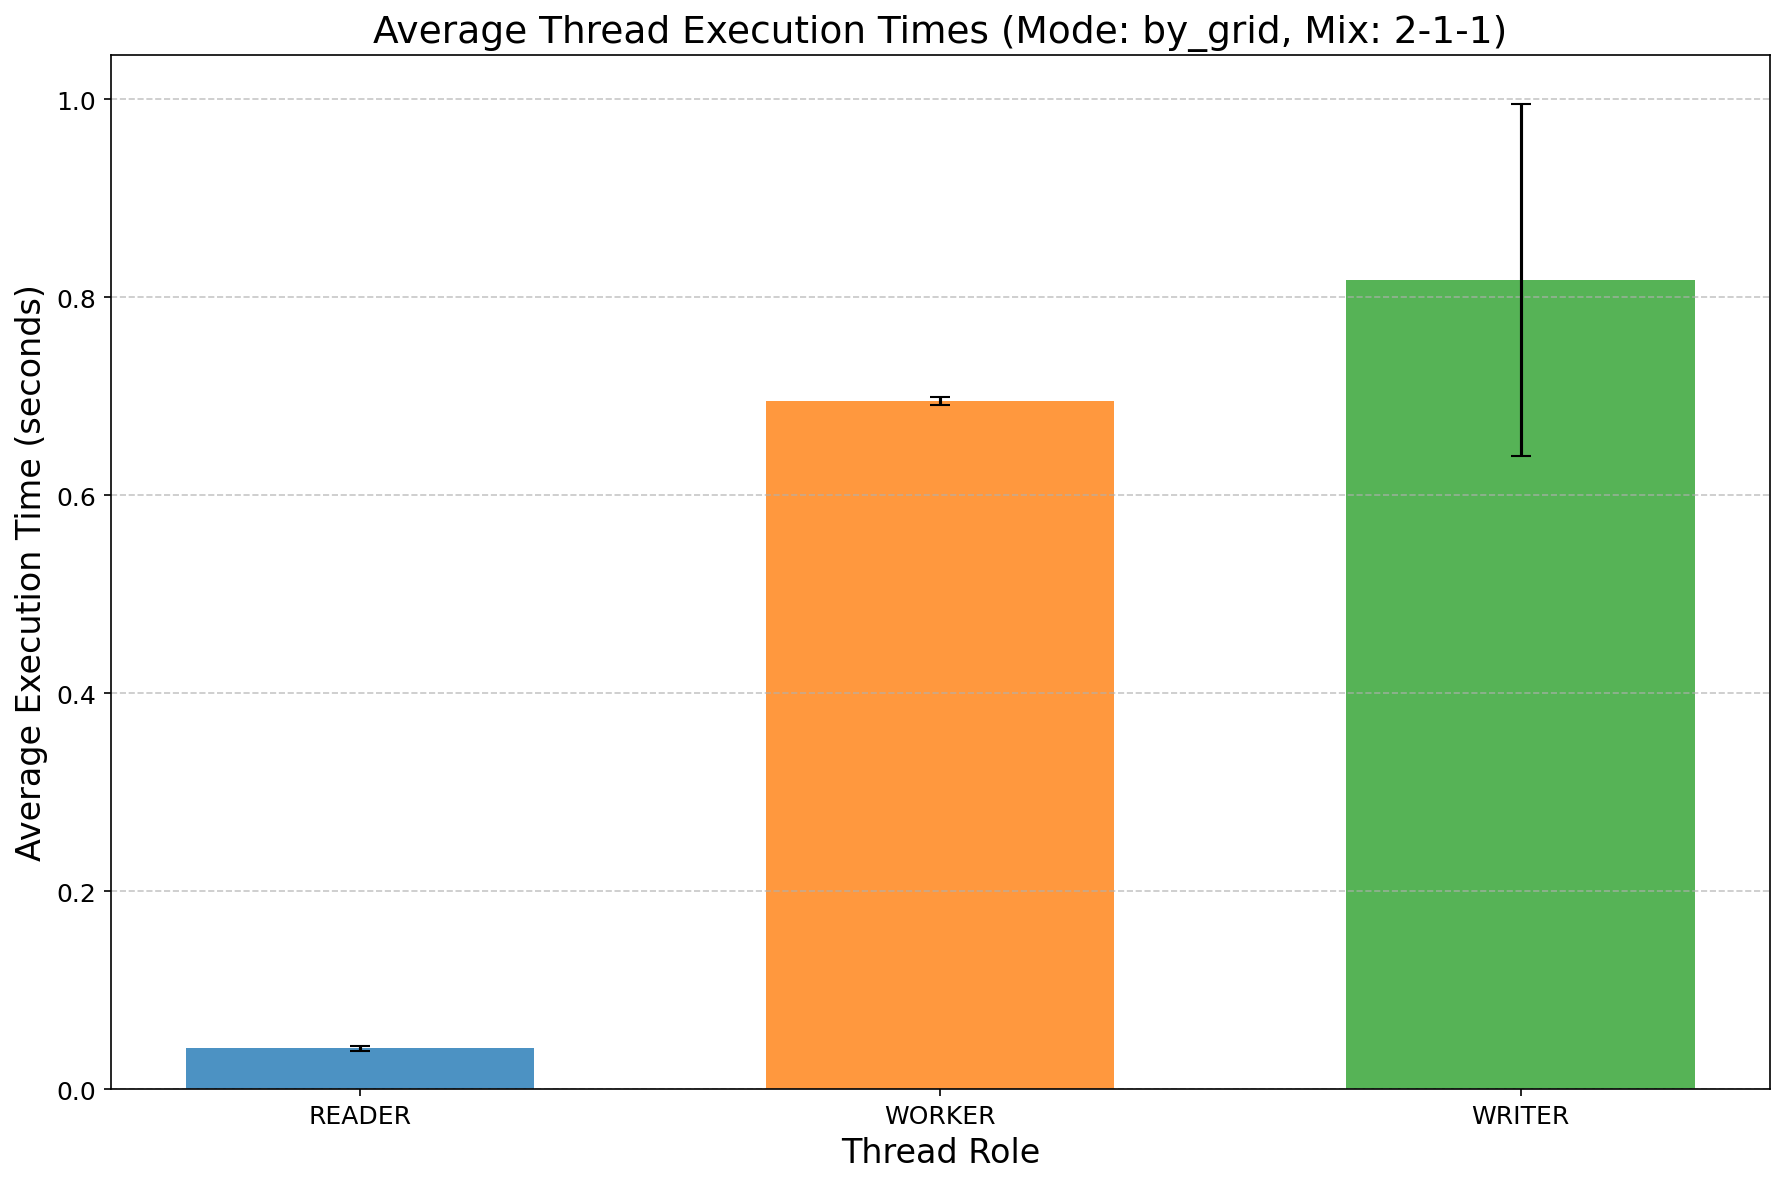 Average Thread Execution Times (Mode: by_grid, Mix: 2-1-1)
Average Execution Time (seconds)
1.0
0.8
0.6
0.4
0.2
0.0
READER
WORKER
WRITER
Thread Role